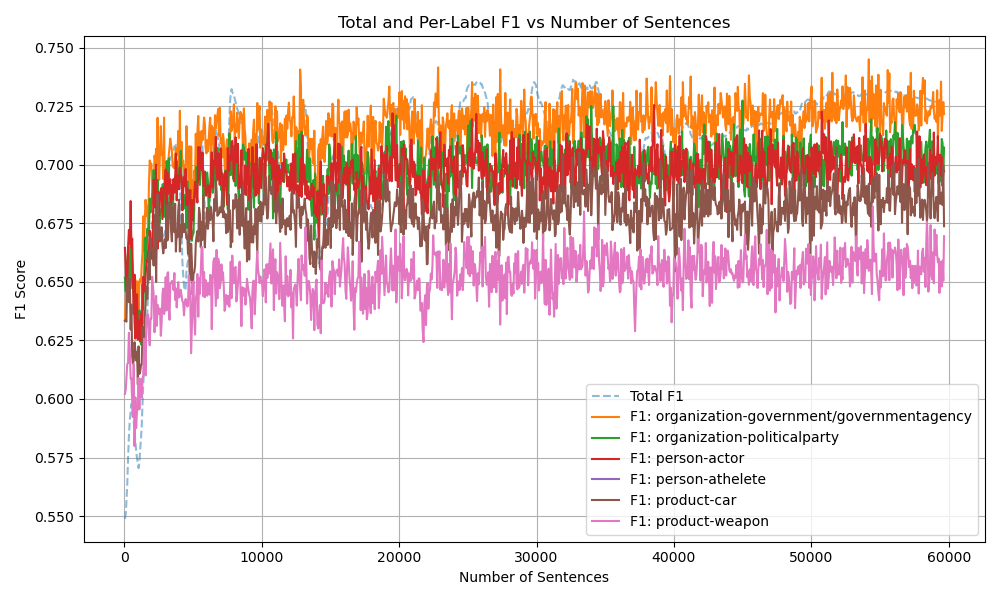 Total and Per-Label F1 vs Number of Sentences
0.750
0.725
0.700
0.675
0.650
0.625
0.600
0.575
0.550
F1 Score
Total F1
F1: organization-government/governmentagency
F1: organization-politicalparty
F1: person-actor
F1: person-athelete
F1: product-car
F1: product-weapon
0 10000 20000 30000 40000 50000 60000
Number of Sentences